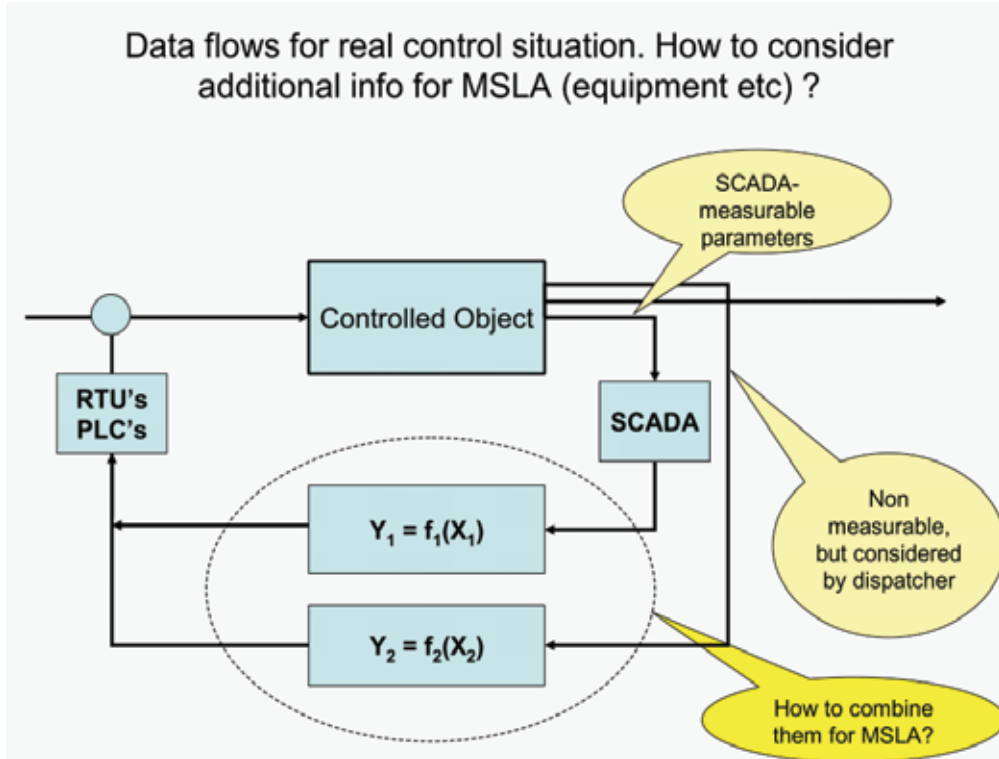 Data flows for real control situation. How to consider
additional info for MSLA (equipment etc) ?
SCADA-
measurable
parameters
Controlled Object
RTU's
PLC's
SCADA
Y₁ = f₁(X₁)
Non
measurable,
but considered
by dispatcher
Y₂ = f₂(X₂)
How to combine
them for MSLA?